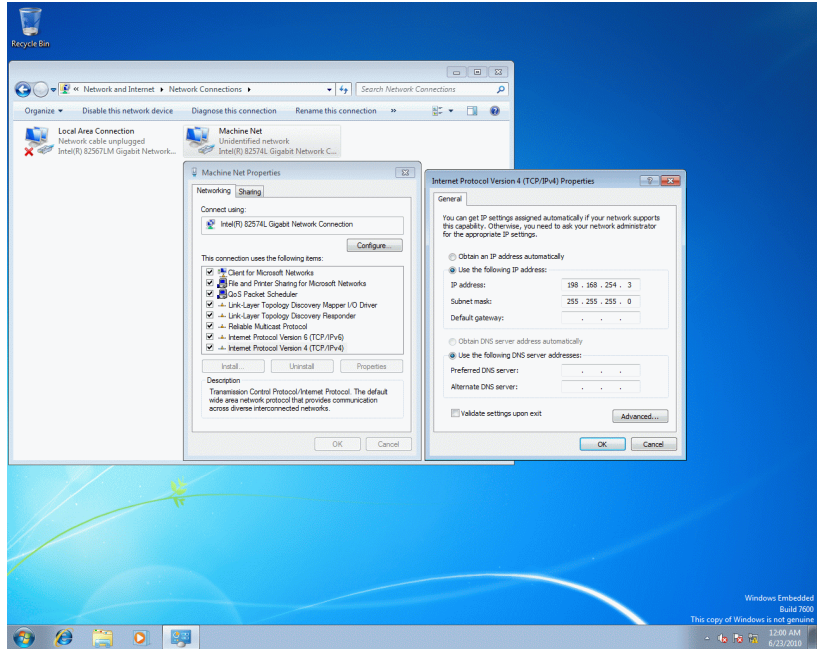 Recycle Bin
« Network and Internet ▸ Network Connections ▸
Search Network Connections
Organize ▾ Disable this network device Diagnose this connection Rename this connection »
Local Area Connection
Network cable unplugged
Intel(R) 82567LM Gigabit Network...
Machine Net
Unidentified network
Intel(R) 82574L Gigabit Network C...
Machine Net Properties
Networking Sharing
Connect using:
Intel(R) 82574L Gigabit Network Connection
Configure...
This connection uses the following items:
Client for Microsoft Networks
File and Printer Sharing for Microsoft Networks
QoS Packet Scheduler
Link-Layer Topology Discovery Mapper I/O Driver
Link-Layer Topology Discovery Responder
Reliable Multicast Protocol
Internet Protocol Version 6 (TCP/IPv6)
Internet Protocol Version 4 (TCP/IPv4)
Install... Uninstall Properties
Description
Transmission Control Protocol/Internet Protocol. The default
wide area network protocol that provides communication
across diverse interconnected networks.
OK Cancel
Internet Protocol Version 4 (TCP/IPv4) Properties
General
You can get IP settings assigned automatically if your network supports
this capability. Otherwise, you need to ask your network administrator
for the appropriate IP settings.
Obtain an IP address automatically
Use the following IP address:
IP address: 198 . 168 . 254 . 3
Subnet mask: 255 . 255 . 255 . 0
Default gateway: . . .
Obtain DNS server address automatically
Use the following DNS server addresses:
Preferred DNS server: . . .
Alternate DNS server: . . .
Validate settings upon exit
Advanced...
OK Cancel
Windows Embedded
Build 7600
This copy of Windows is not genuine
12:00 AM
6/23/2010